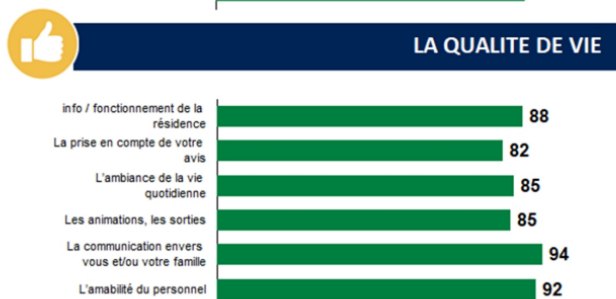 LA QUALITE DE VIE
info / fonctionnement de la
résidence
88
La prise en compte de votre
avis
82
L'ambiance de la vie
quotidienne
85
Les animations, les sorties
85
La communication envers
vous et/ou votre famille
94
L'amabilité du personnel
92